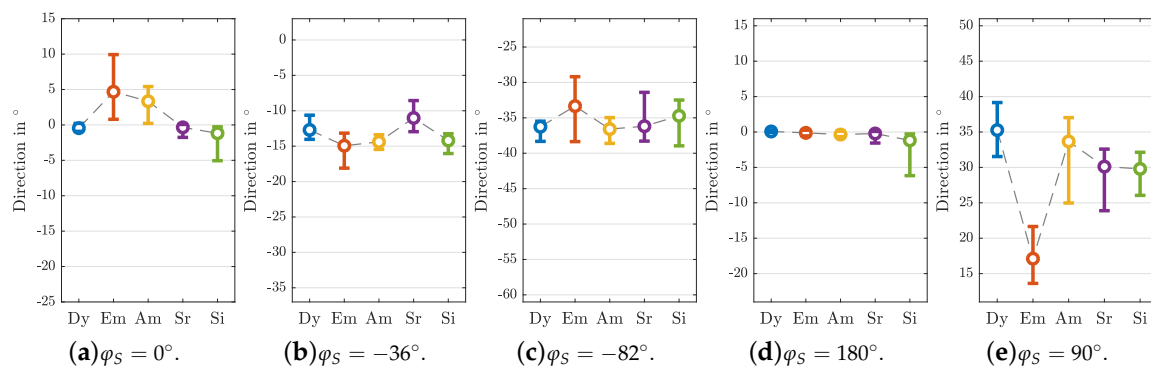 15
10
5
0
-5
-10
-15
-20
-25
Direction in °
Dy Em Am Sr Si
(a)φS = 0°.
0
-5
-10
-15
-20
-25
-30
-35
Direction in °
Dy Em Am Sr Si
(b)φS = −36°.
-25
-30
-35
-40
-45
-50
-55
-60
Direction in °
Dy Em Am Sr Si
(c)φS = −82°.
15
10
5
0
-5
-10
-15
-20
Direction in °
Dy Em Am Sr Si
(d)φS = 180°.
50
45
40
35
30
25
20
15
Direction in °
Dy Em Am Sr Si
(e)φS = 90°.